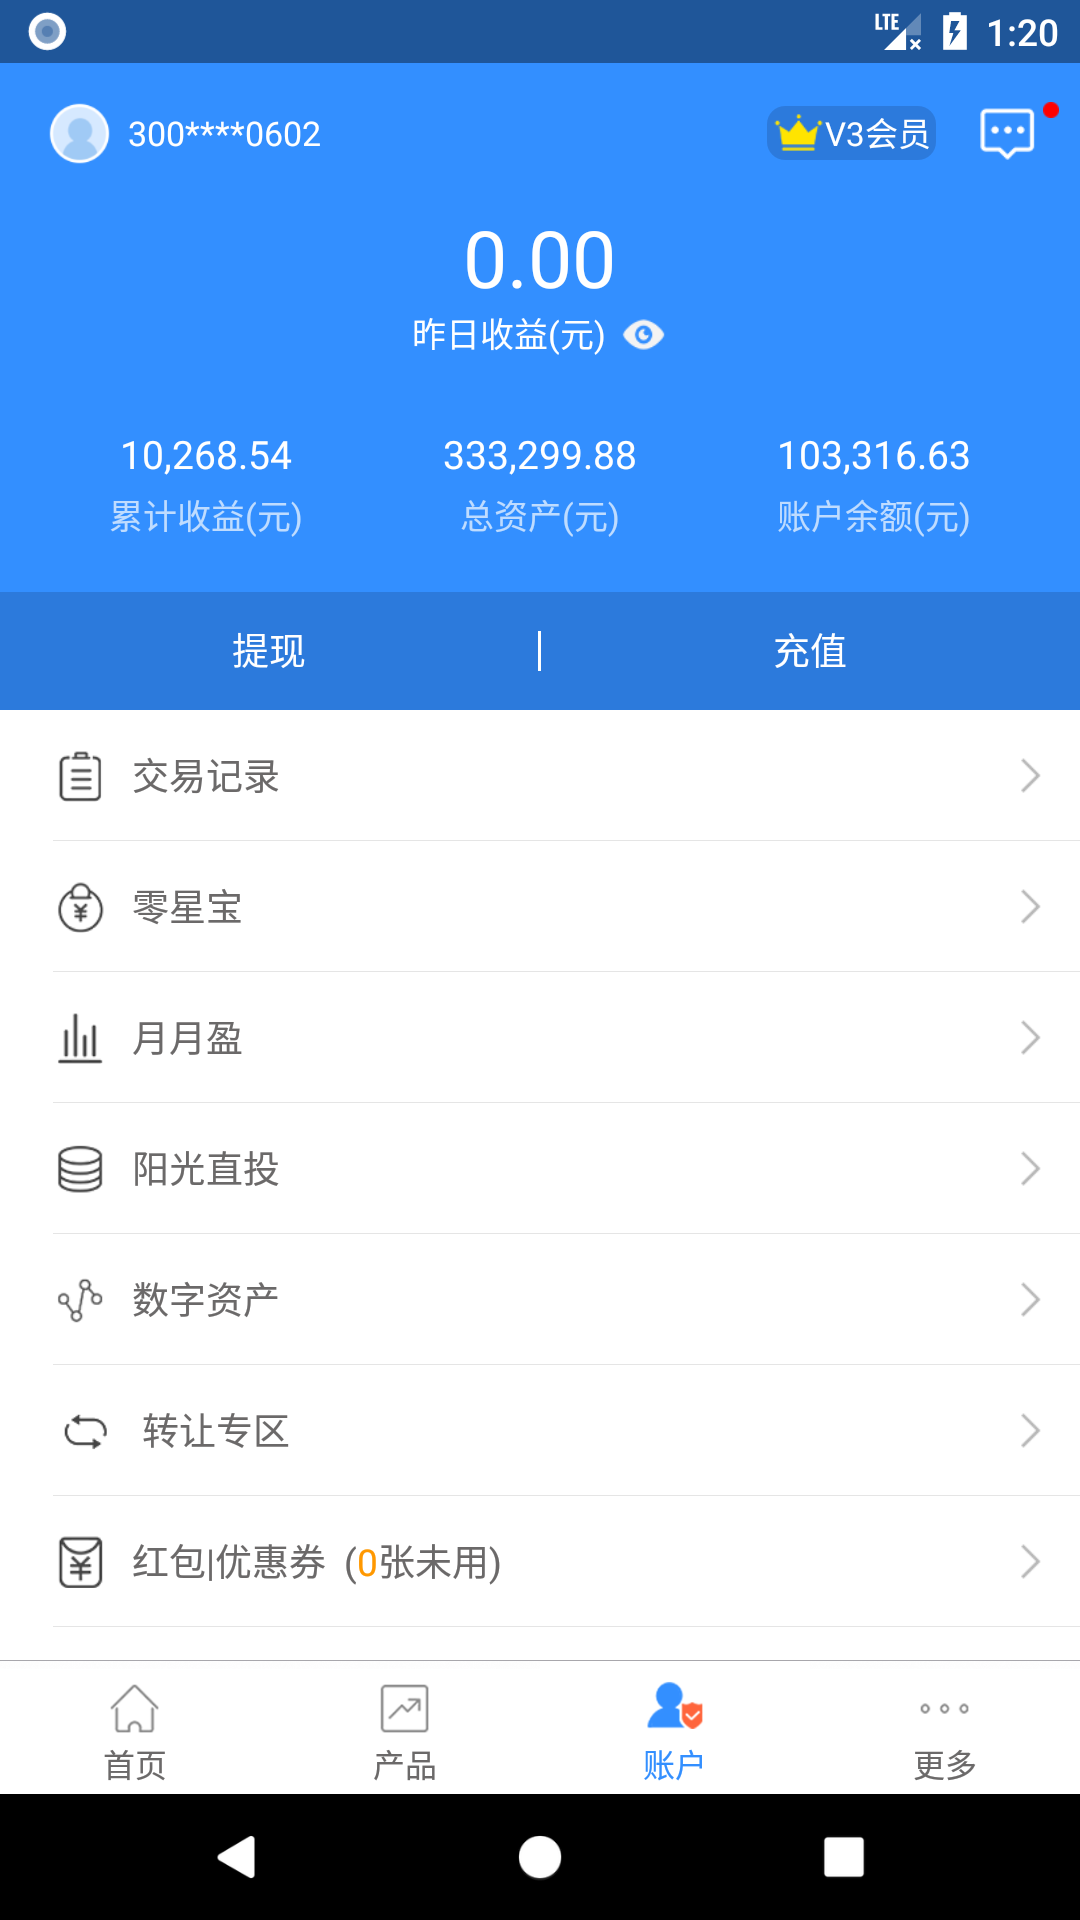 LTE 1:20
300****0602 V3会员
0.00
昨日收益(元)
10,268.54 333,299.88 103,316.63
累计收益(元) 总资产(元) 账户余额(元)
提现 充值
交易记录
零星宝
月月盈
阳光直投
数字资产
转让专区
红包|优惠券 (0张未用)
首页 产品 账户 更多